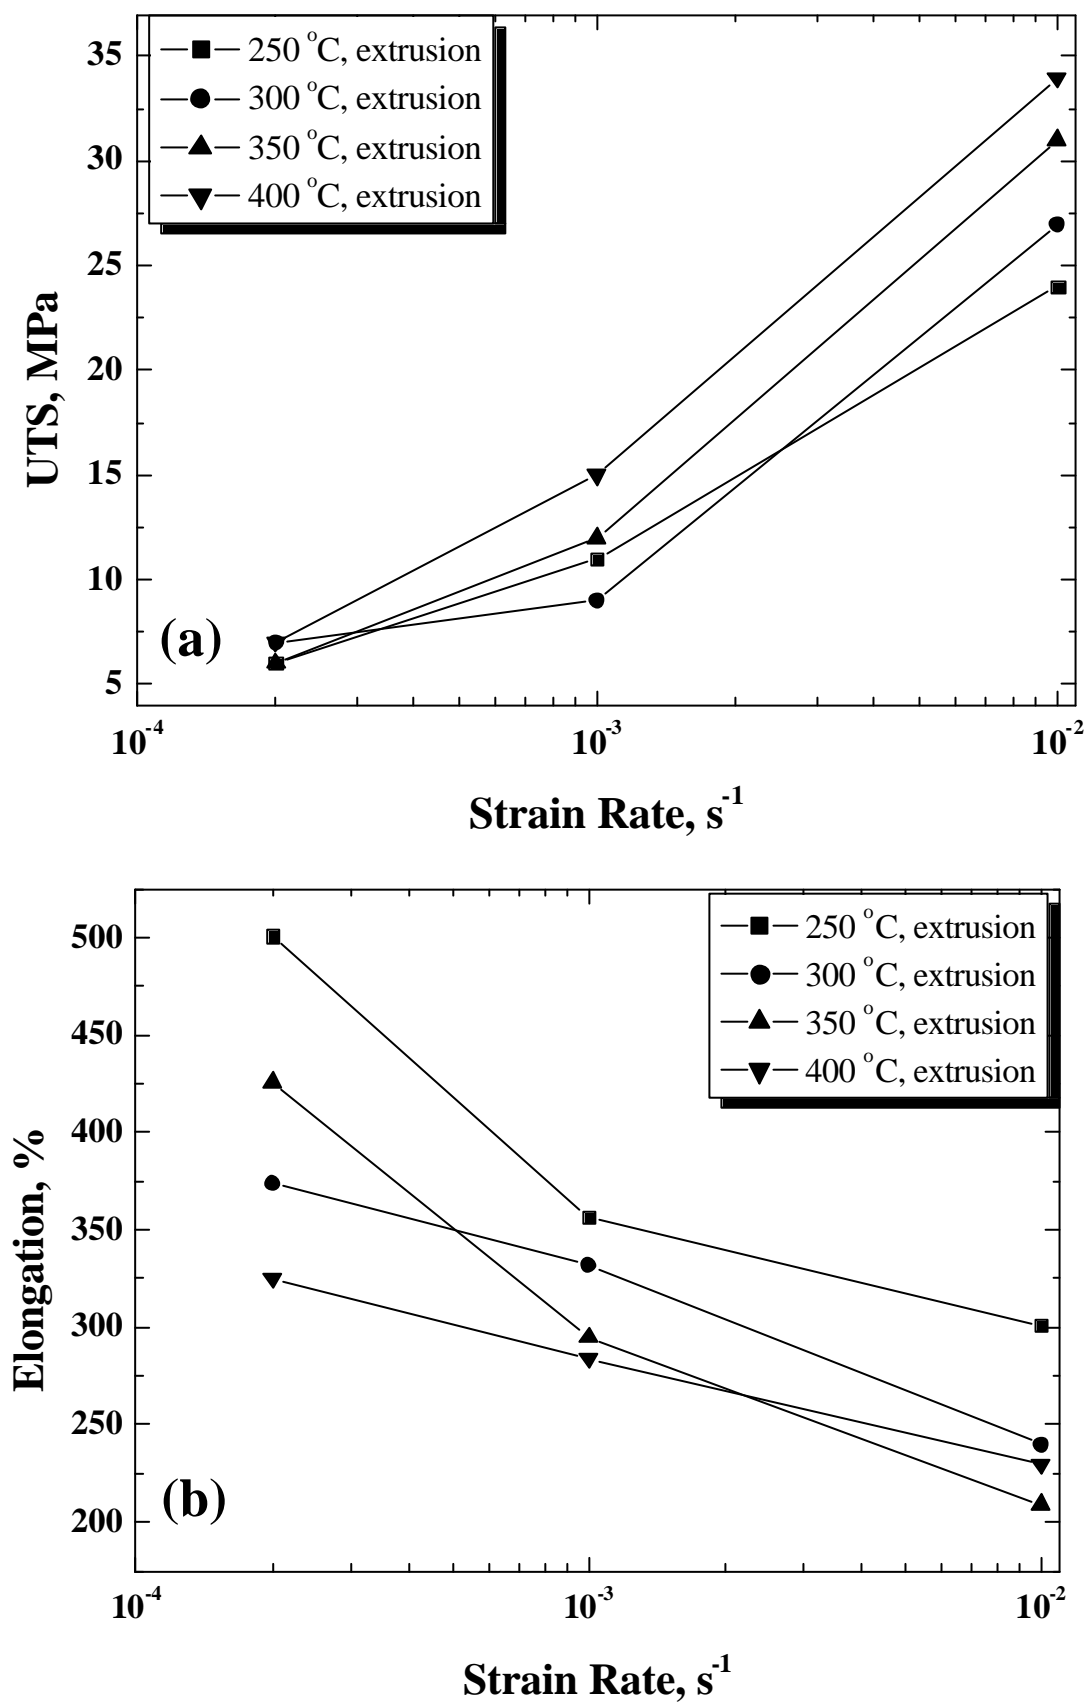 250 °C, extrusion
300 °C, extrusion
350 °C, extrusion
400 °C, extrusion
35
30
25
20
15
10
5
UTS, MPa
(a)
10⁻⁴
10⁻³
10⁻²
Strain Rate, s⁻¹
250 °C, extrusion
300 °C, extrusion
350 °C, extrusion
400 °C, extrusion
500
450
400
350
300
250
200
Elongation, %
(b)
10⁻⁴
10⁻³
10⁻²
Strain Rate, s⁻¹